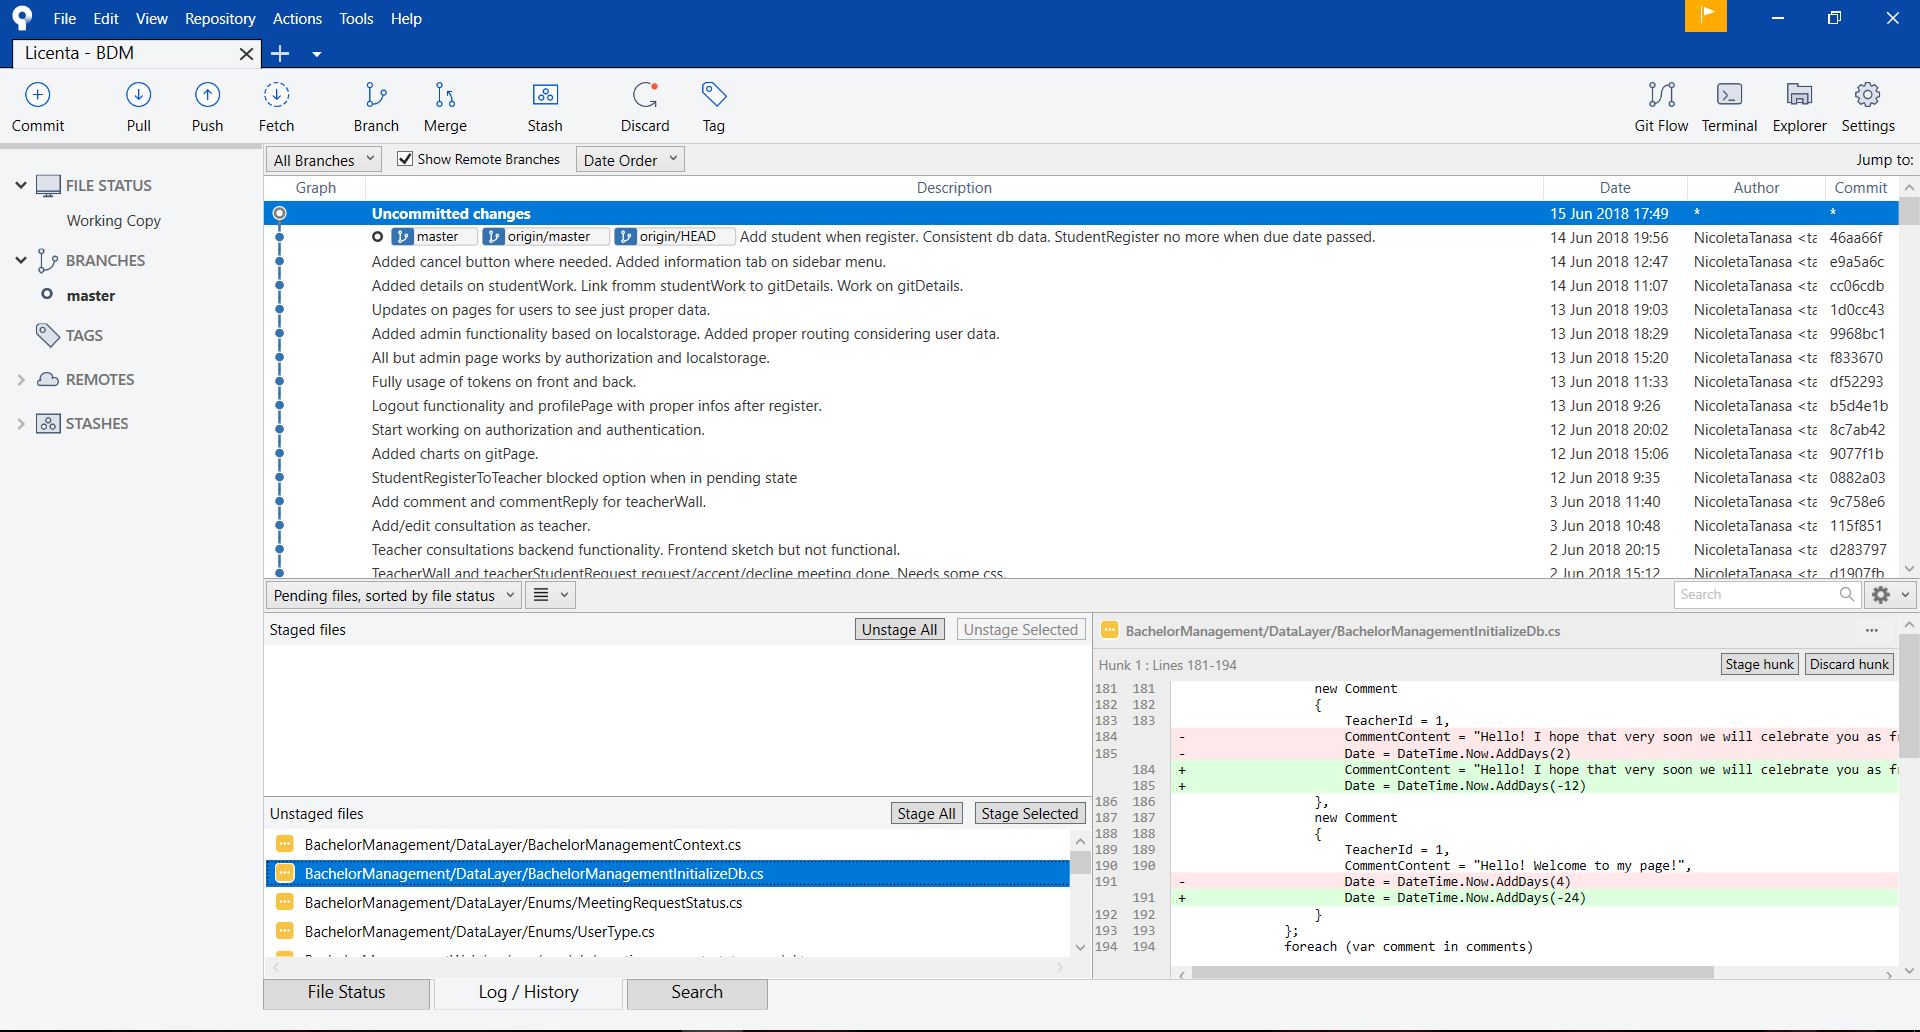 File Edit View Repository Actions Tools Help
Licenta - BDM
Commit Pull Push Fetch Branch Merge Stash Discard Tag Git Flow Terminal Explorer Settings
All Branches Show Remote Branches Date Order Jump to:
FILE STATUS
Working Copy
BRANCHES
master
TAGS
REMOTES
STASHES
Graph Description Date Author Commit
Uncommitted changes 15 Jun 2018 17:49 * *
master origin/master origin/HEAD Add student when register. Consistent db data. StudentRegister no more when due date passed. 14 Jun 2018 19:56 NicoletaTanasa <ta 46aa66f
Added cancel button where needed. Added information tab on sidebar menu. 14 Jun 2018 12:47 NicoletaTanasa <ta e9a5a6c
Added details on studentWork. Link fromm studentWork to gitDetails. Work on gitDetails. 14 Jun 2018 11:07 NicoletaTanasa <ta cc06cdb
Updates on pages for users to see just proper data. 13 Jun 2018 19:03 NicoletaTanasa <ta 1d0cc43
Added admin functionality based on localstorage. Added proper routing considering user data. 13 Jun 2018 18:29 NicoletaTanasa <ta 9968bc1
All but admin page works by authorization and localstorage. 13 Jun 2018 15:20 NicoletaTanasa <ta f833670
Fully usage of tokens on front and back. 13 Jun 2018 11:33 NicoletaTanasa <ta df52293
Logout functionality and profilePage with proper infos after register. 13 Jun 2018 9:26 NicoletaTanasa <ta b5d4e1b
Start working on authorization and authentication. 12 Jun 2018 20:02 NicoletaTanasa <ta 8c7ab42
Added charts on gitPage. 12 Jun 2018 15:06 NicoletaTanasa <ta 9077f1b
StudentRegisterToTeacher blocked option when in pending state 12 Jun 2018 9:35 NicoletaTanasa <ta 0882a03
Add comment and commentReply for teacherWall. 3 Jun 2018 11:40 NicoletaTanasa <ta 9c758e6
Add/edit consultation as teacher. 3 Jun 2018 10:48 NicoletaTanasa <ta 115f851
Teacher consultations backend functionality. Frontend sketch but not functional. 2 Jun 2018 20:15 NicoletaTanasa <ta d283797
TeacherWall and teacherStudentRequest request/accept/decline meeting done. Needs some css. 2 Jun 2018 15:12 NicoletaTanasa <ta d1907fb
Pending files, sorted by file status Search
Staged files Unstage All Unstage Selected
Unstaged files Stage All Stage Selected
BachelorManagement/DataLayer/BachelorManagementContext.cs
BachelorManagement/DataLayer/BachelorManagementInitializeDb.cs
BachelorManagement/DataLayer/Enums/MeetingRequestStatus.cs
BachelorManagement/DataLayer/Enums/UserType.cs
BachelorManagement/DataLayer/BachelorManagementInitializeDb.cs ...
Hunk 1 : Lines 181-194 Stage hunk Discard hunk
181 181 new Comment
182 182 {
183 183 TeacherId = 1,
184 - CommentContent = "Hello! I hope that very soon we will celebrate you as f
185 - Date = DateTime.Now.AddDays(2)
184 + CommentContent = "Hello! I hope that very soon we will celebrate you as f
185 + Date = DateTime.Now.AddDays(-12)
186 186 },
187 187 new Comment
188 188 {
189 189 TeacherId = 1,
190 190 CommentContent = "Hello! Welcome to my page!",
191 - Date = DateTime.Now.AddDays(4)
191 + Date = DateTime.Now.AddDays(-24)
192 192 }
193 193 };
194 194 foreach (var comment in comments)
File Status Log / History Search